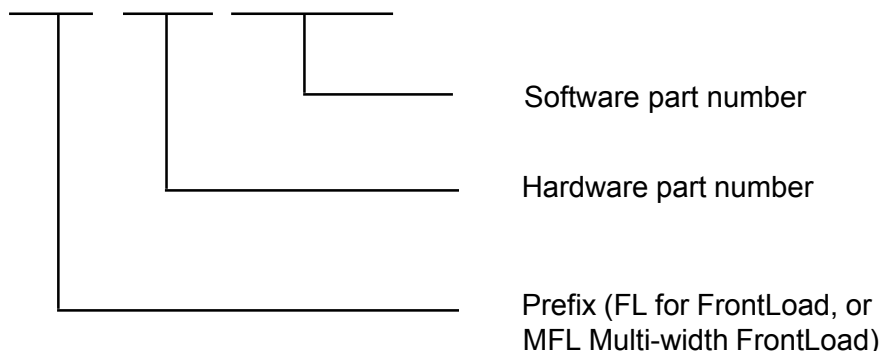 Software part number
Hardware part number
Prefix (FL for FrontLoad, or
MFL Multi-width FrontLoad)